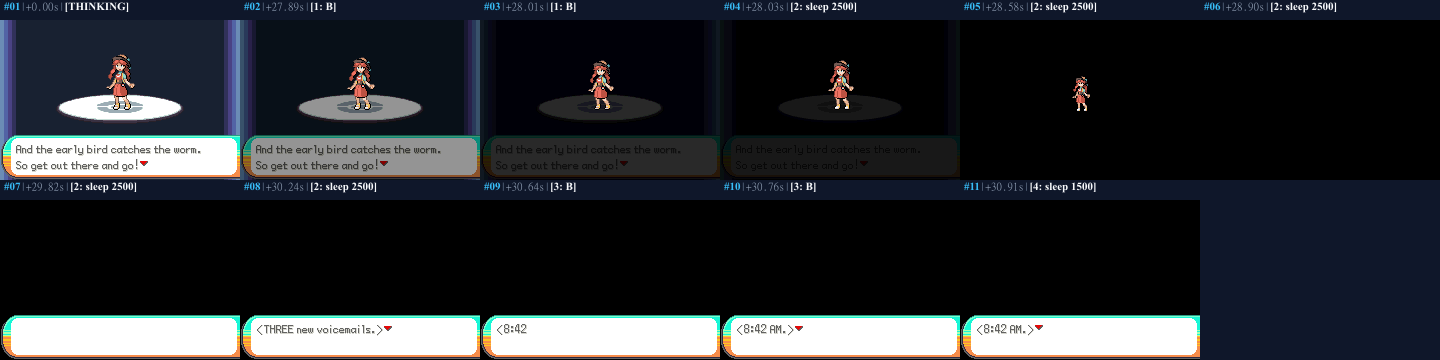 #01 | +0.00s | [THINKING]
And the early bird catches the worm.
So get out there and go!
#02 | +27.89s | [1: B]
And the early bird catches the worm.
So get out there and go!
#03 | +28.01s | [1: B]
And the early bird catches the worm.
So get out there and go!
#04 | +28.03s | [2: sleep 2500]
And the early bird catches the worm.
So get out there and go!
#05 | +28.58s | [2: sleep 2500]
#06 | +28.90s | [2: sleep 2500]
#07 | +29.82s | [2: sleep 2500]
#08 | +30.24s | [2: sleep 2500]
<THREE new voicemails.>
#09 | +30.64s | [3: B]
<8:42
#10 | +30.76s | [3: B]
<8:42 AM.>
#11 | +30.91s | [4: sleep 1500]
<8:42 AM.>